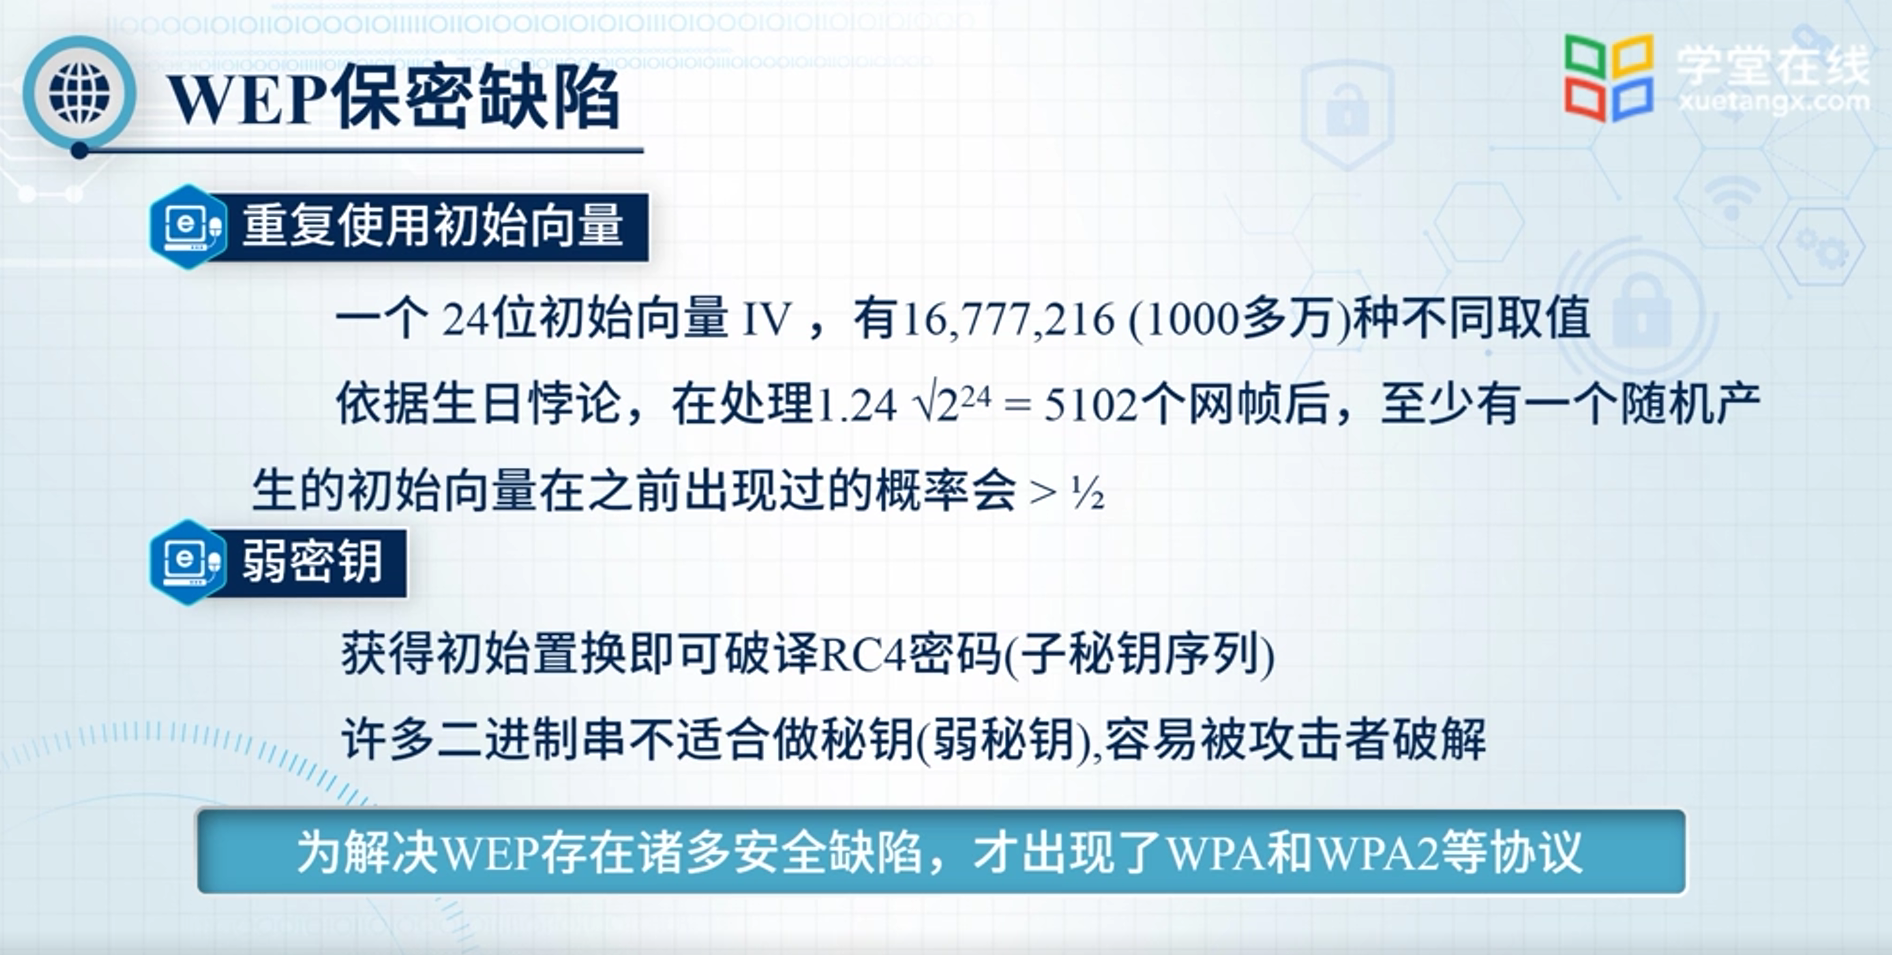 WEP保密缺陷
学堂在线
xuetangx.com
重复使用初始向量
一个 24位初始向量 IV ，有16,777,216 (1000多万)种不同取值
依据生日悖论，在处理1.24 √2²⁴ = 5102个网帧后，至少有一个随机产
生的初始向量在之前出现过的概率会 > ½
弱密钥
获得初始置换即可破译RC4密码(子秘钥序列)
许多二进制串不适合做秘钥(弱秘钥),容易被攻击者破解
为解决WEP存在诸多安全缺陷，才出现了WPA和WPA2等协议